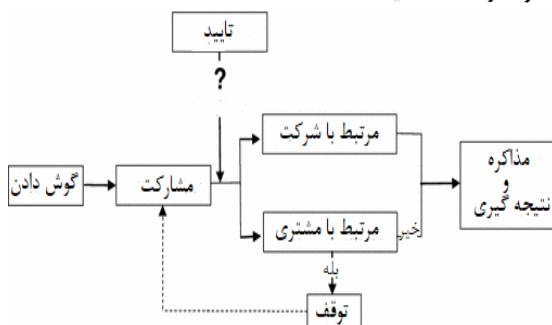 تایید
?
مرتبط با شرکت
گوش دادن
مشارکت
مذاکره
و
نتیجه گیری
مرتبط با مشتری
خیر
بله
توقف